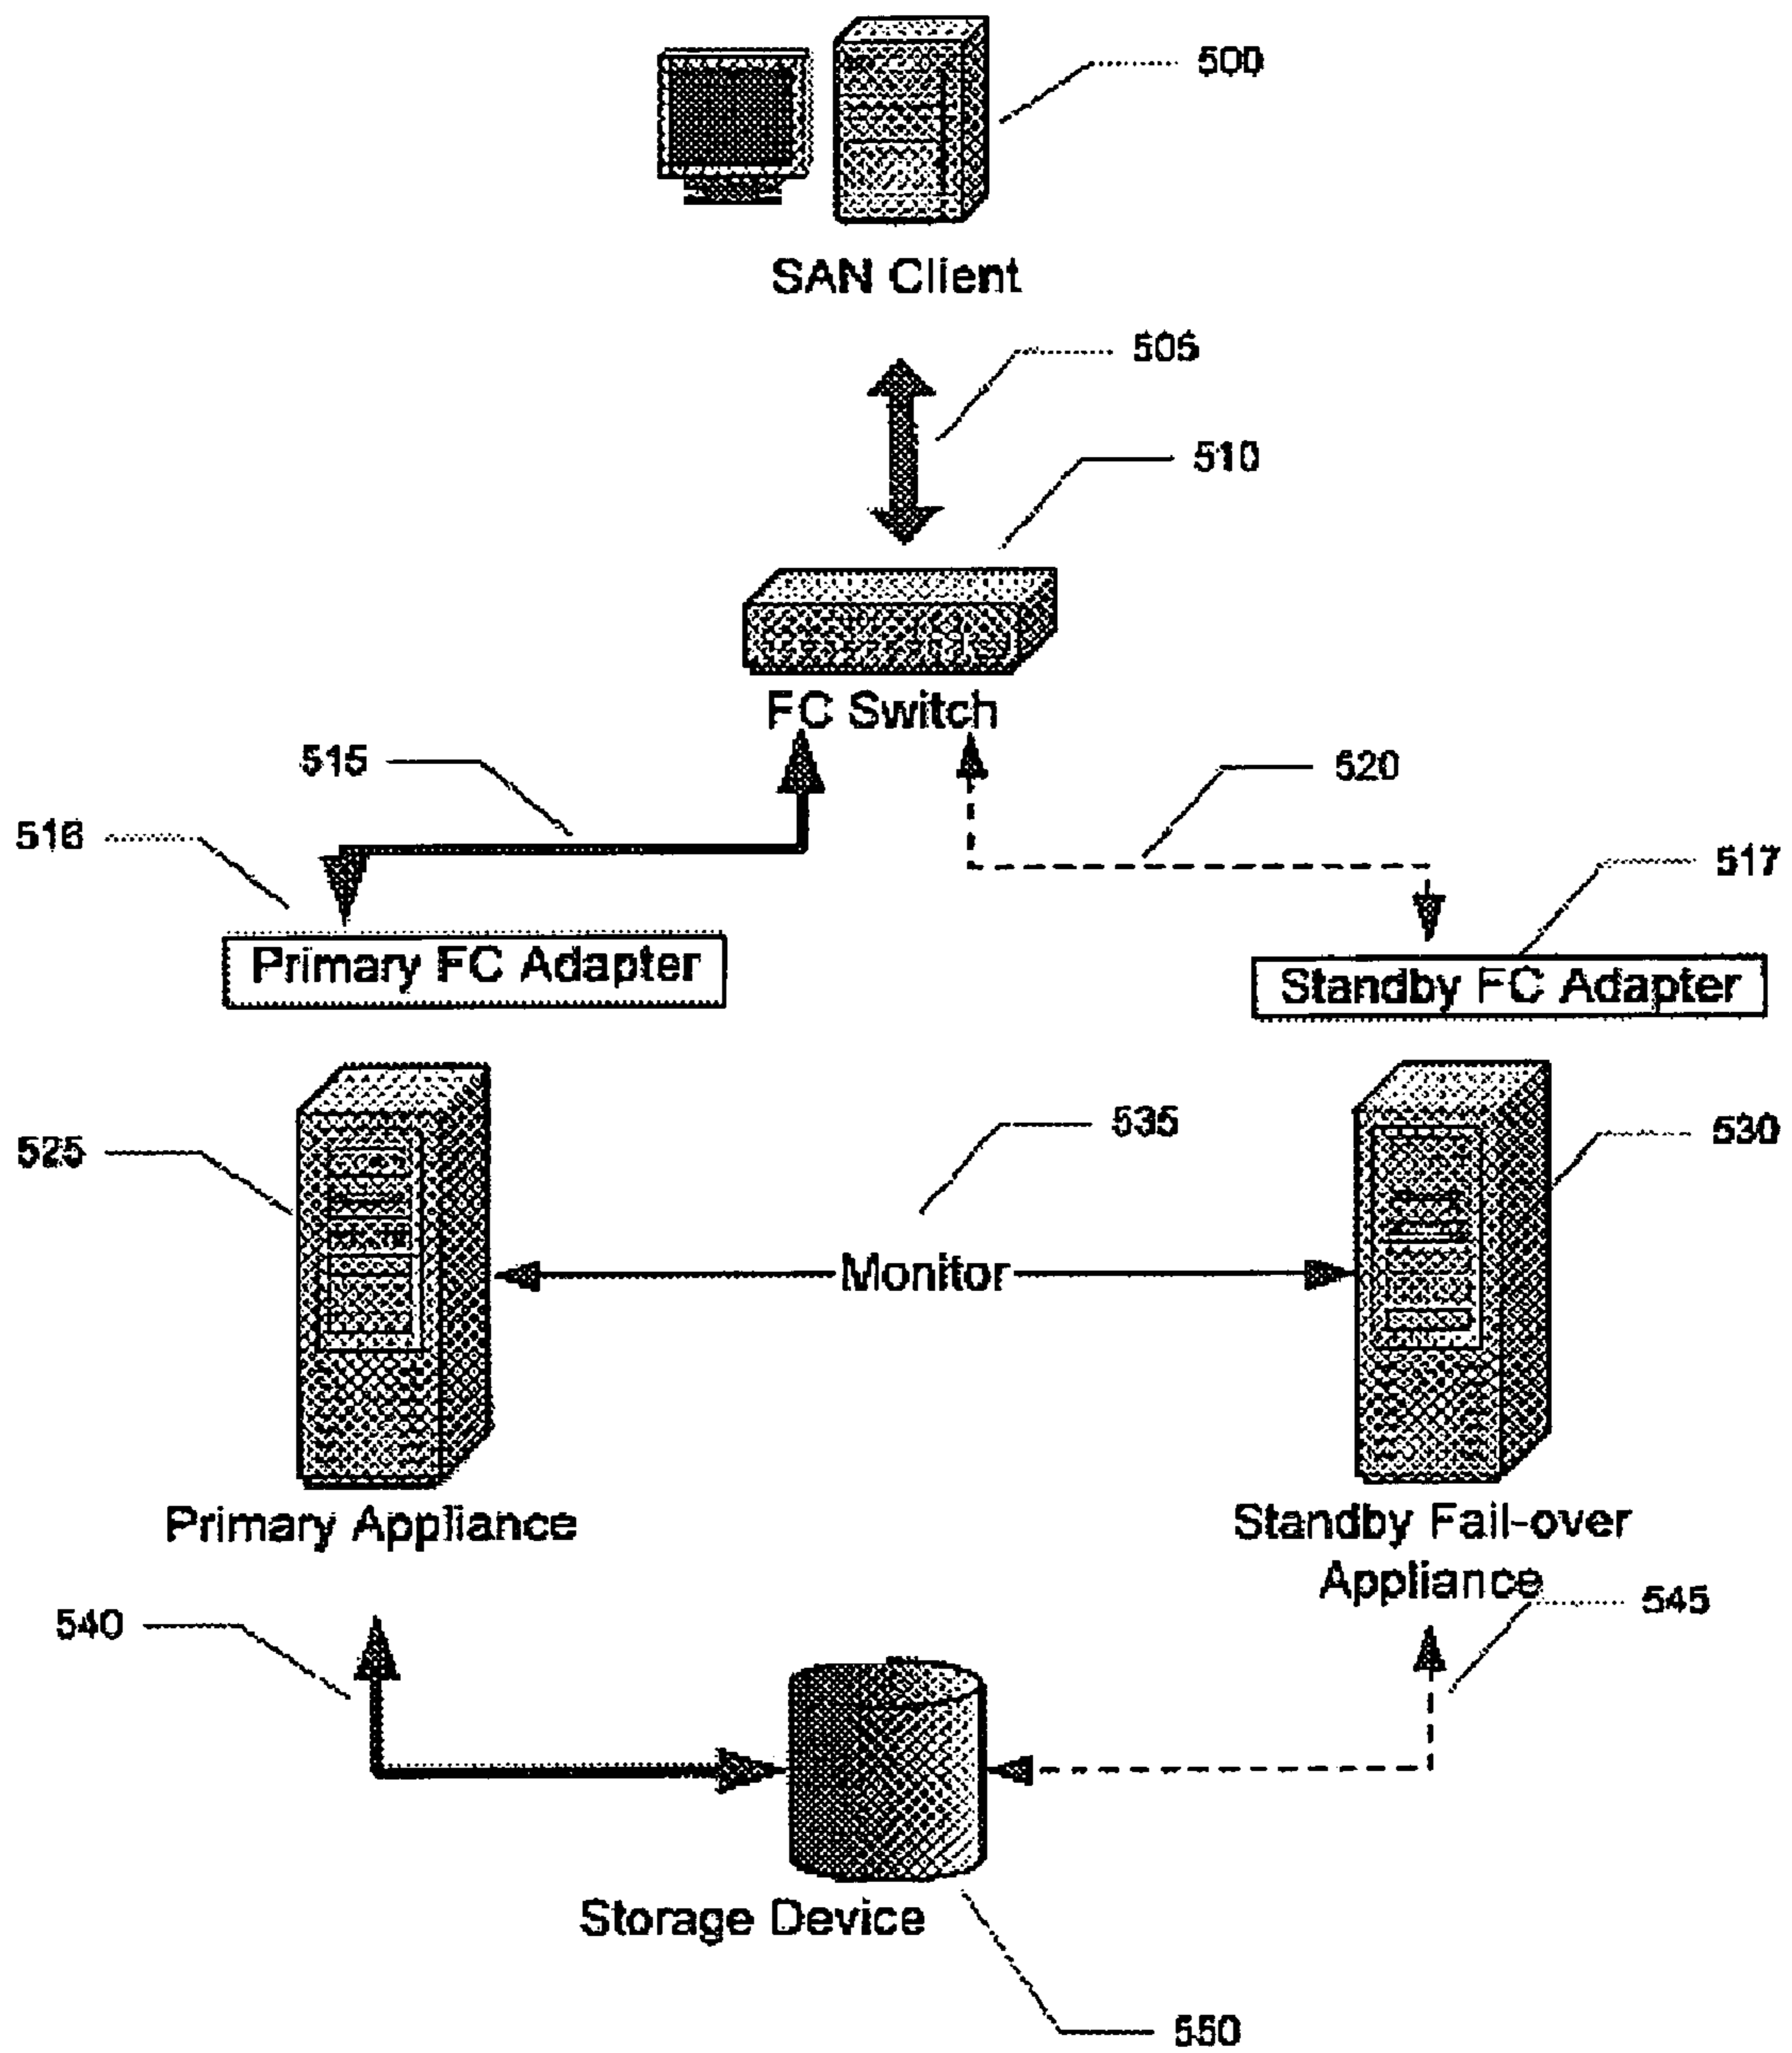 500
SAN Client
505
510
FC Switch
515
520
516
517
Primary FC Adapter
Standby FC Adapter
525
535
530
Monitor
Primary Appliance
Standby Fail-over
Appliance
540
545
Storage Device
550